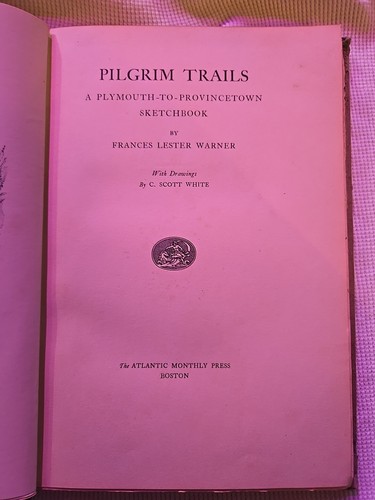 PILGRIM TRAILS
A PLYMOUTH-TO-PROVINCETOWN
SKETCHBOOK
BY
FRANCES LESTER WARNER
With Drawings
By C. SCOTT WHITE
The ATLANTIC MONTHLY PRESS
BOSTON